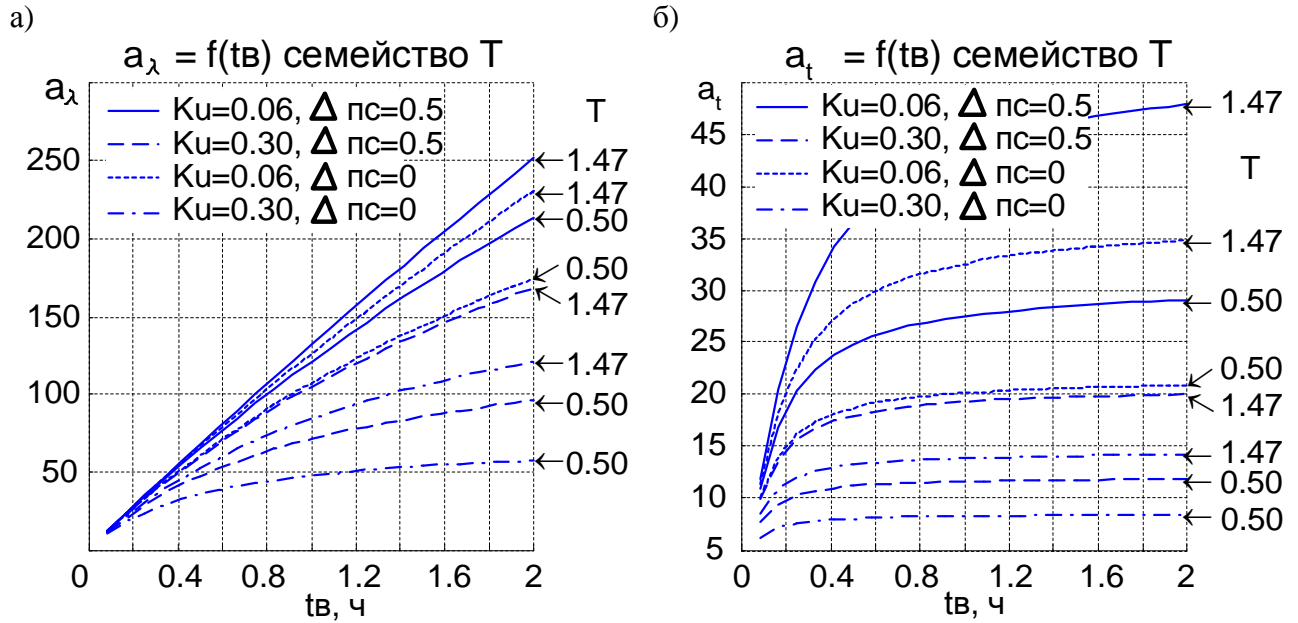 а)
a_λ = f(tв) семейство T
a_λ
Ku=0.06, Δ пс=0.5
Ku=0.30, Δ пс=0.5
Ku=0.06, Δ пс=0
Ku=0.30, Δ пс=0
T
250
200
150
100
50
1.47
1.47
0.50
0.50
1.47
1.47
0.50
0.50
0 0.4 0.8 1.2 1.6 2
tв, ч
б)
a_t = f(tв) семейство T
a_t
Ku=0.06, Δ пс=0.5
Ku=0.30, Δ пс=0.5
Ku=0.06, Δ пс=0
Ku=0.30, Δ пс=0
45
40
35
30
25
20
15
10
5
1.47
T
1.47
0.50
0.50
1.47
1.47
0.50
0.50
0 0.4 0.8 1.2 1.6 2
tв, ч